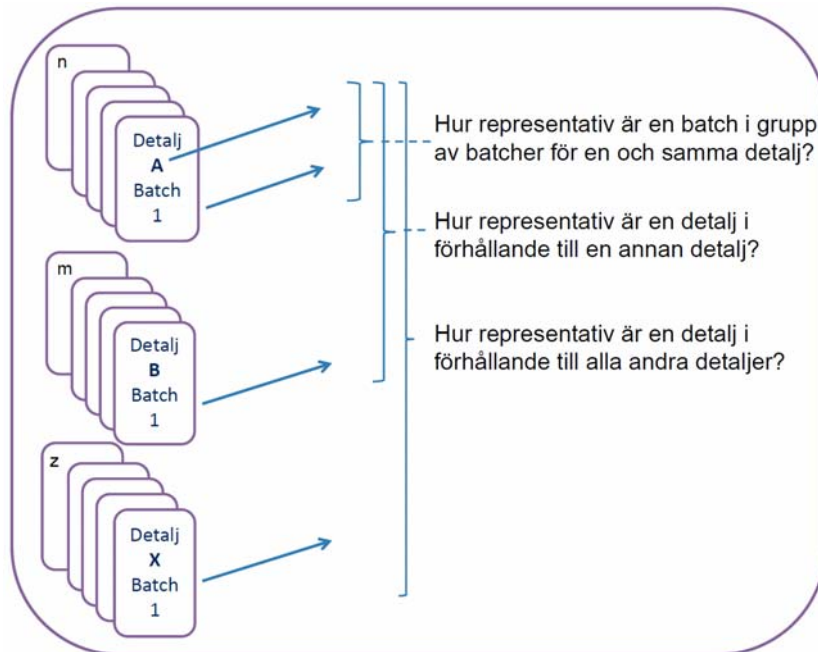 n
Detalj
A
Batch
1
Hur representativ är en batch i grupp
av batcher för en och samma detalj?
Hur representativ är en detalj i
förhållande till en annan detalj?
m
Detalj
B
Batch
1
Hur representativ är en detalj i
förhållande till alla andra detaljer?
z
Detalj
X
Batch
1